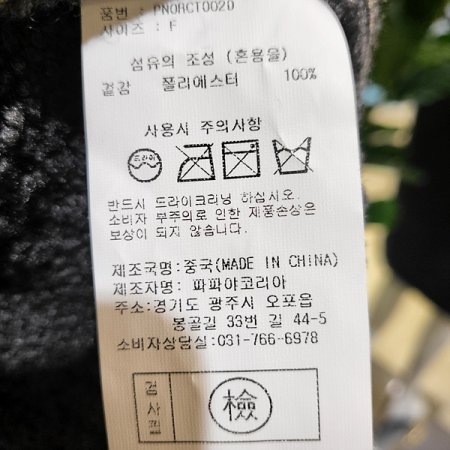 품번 : PNORCT002D
사이즈 : F
섬유의 조성 (혼용율)
겉감 폴리에스터 100%
사용시 주의사항
드라이
반드시 드라이크리닝 하십시오.
소비자 부주의로 인한 제품손상은
보상이 되지 않습니다.
제조국명:중국(MADE IN CHINA)
제조자명: 파파야코리아
주소:경기도 광주시 오포읍
봉골길 33번 길 44-5
소비자상담실:031-766-6978
검사필 檢